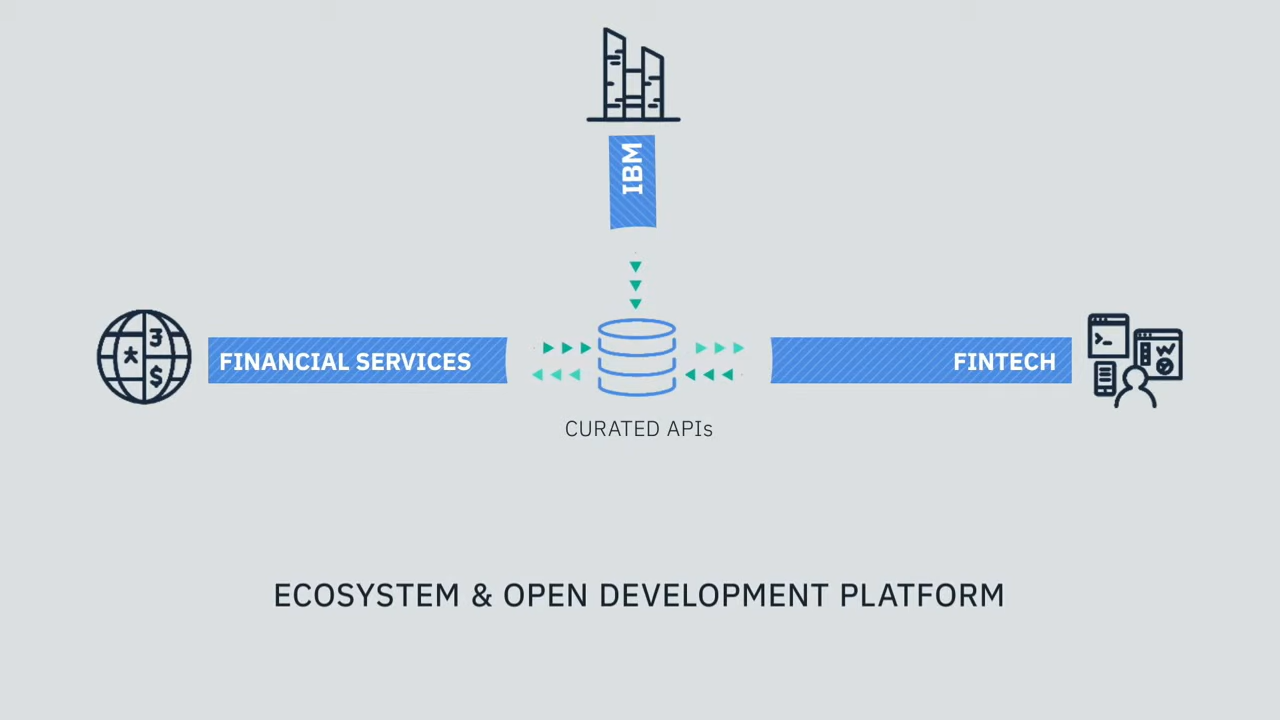 IBM
FINANCIAL SERVICES
FINTECH
CURATED APIs
ECOSYSTEM & OPEN DEVELOPMENT PLATFORM